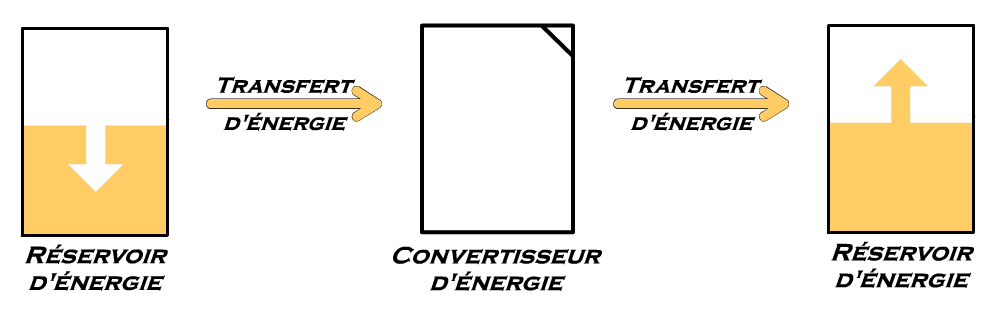 Transfert
d'énergie
Transfert
d'énergie
Réservoir
d'énergie
Convertisseur
d'énergie
Réservoir
d'énergie